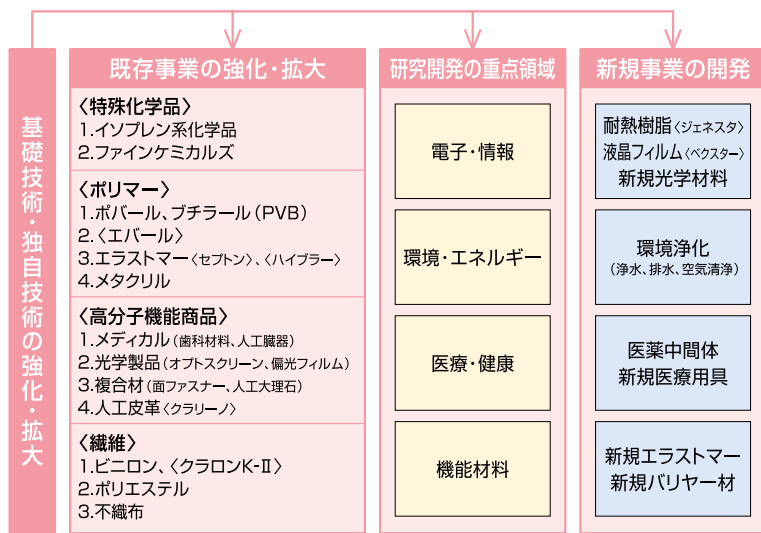 基礎技術・独自技術の強化・拡大
既存事業の強化・拡大
〈特殊化学品〉
1.イソプレン系化学品
2.ファインケミカルズ
〈ポリマー〉
1.ポバール、ブチラール(PVB)
2.〈エバール〉
3.エラストマー〈セプトン〉、〈ハイブラー〉
4.メタクリル
〈高分子機能商品〉
1.メディカル(歯科材料、人工臓器)
2.光学製品(オプトスクリーン、偏光フィルム)
3.複合材(面ファスナー、人工大理石)
4.人工皮革〈クラリーノ〉
〈繊維〉
1.ビニロン、〈クラロンK-Ⅱ〉
2.ポリエステル
3.不織布
研究開発の重点領域
電子・情報
環境・エネルギー
医療・健康
機能材料
新規事業の開発
耐熱樹脂〈ジェネスタ〉
液晶フィルム〈ベクスター〉
新規光学材料
環境浄化
(浄水、排水、空気清浄)
医薬中間体
新規医療用具
新規エラストマー
新規バリヤー材